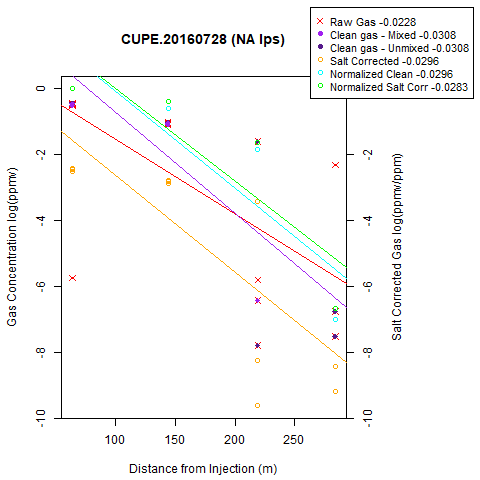 CUPE.20160728 (NA lps)
Raw Gas -0.0228
Clean gas - Mixed -0.0308
Clean gas - Unmixed -0.0308
Salt Corrected -0.0296
Normalized Clean -0.0296
Normalized Salt Corr -0.0283
Gas Concentration log(ppmv)
0
-2
-4
-6
-8
-10
100
150
200
250
Distance from Injection (m)
0
-2
-4
-6
-8
-10
Salt Corrected Gas log(ppmv/ppm)